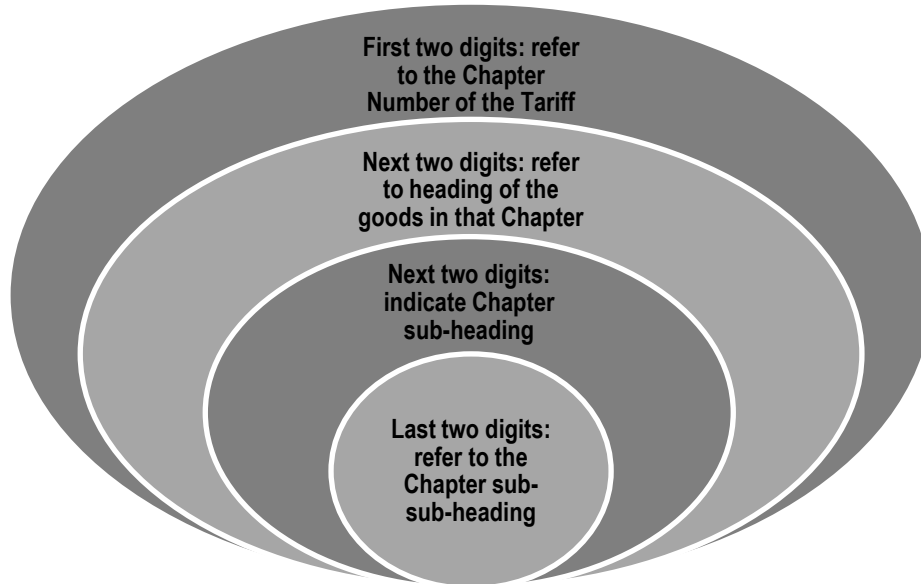 First two digits: refer
to the Chapter
Number of the Tariff
Next two digits: refer
to heading of the
goods in that Chapter
Next two digits:
indicate Chapter
sub-heading
Last two digits:
refer to the
Chapter sub-
sub-heading